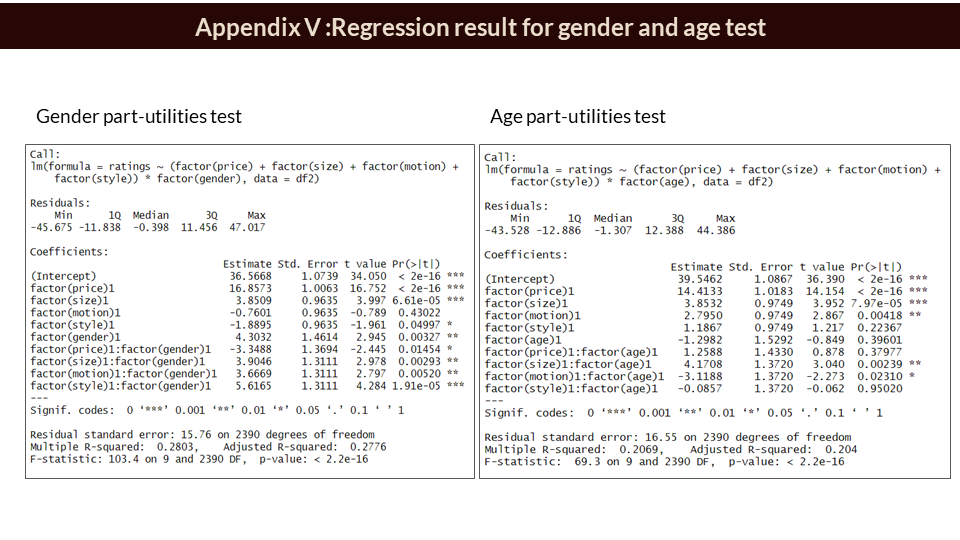 Appendix V :Regression result for gender and age test
Gender part-utilities test
Call:
lm(formula = ratings ~ (factor(price) + factor(size) + factor(motion) +
factor(style)) * factor(gender), data = df2)
Residuals:
Min 1Q Median 3Q Max
-45.675 -11.838 -0.398 11.456 47.017
Coefficients:
Estimate Std. Error t value Pr(>|t|)
(Intercept) 36.5668 1.0739 34.050 < 2e-16 ***
factor(price)1 16.8573 1.0063 16.752 < 2e-16 ***
factor(size)1 3.8509 0.9635 3.997 6.61e-05 ***
factor(motion)1 -0.7601 0.9635 -0.789 0.43022
factor(style)1 -1.8895 0.9635 -1.961 0.04997 *
factor(gender)1 4.3032 1.4614 2.945 0.00327 **
factor(price)1:factor(gender)1 -3.3488 1.3694 -2.445 0.01454 *
factor(size)1:factor(gender)1 3.9046 1.3111 2.978 0.00293 **
factor(motion)1:factor(gender)1 3.6669 1.3111 2.797 0.00520 **
factor(style)1:factor(gender)1 5.6165 1.3111 4.284 1.91e-05 ***
---
Signif. codes: 0 ‘***’ 0.001 ‘**’ 0.01 ‘*’ 0.05 ‘.’ 0.1 ‘ ’ 1
Residual standard error: 15.76 on 2390 degrees of freedom
Multiple R-squared: 0.2803, Adjusted R-squared: 0.2776
F-statistic: 103.4 on 9 and 2390 DF, p-value: < 2.2e-16
Age part-utilities test
Call:
lm(formula = ratings ~ (factor(price) + factor(size) + factor(motion) +
factor(style)) * factor(age), data = df2)
Residuals:
Min 1Q Median 3Q Max
-43.528 -12.886 -1.307 12.388 44.386
Coefficients:
Estimate Std. Error t value Pr(>|t|)
(Intercept) 39.5462 1.0867 36.390 < 2e-16 ***
factor(price)1 14.4133 1.0183 14.154 < 2e-16 ***
factor(size)1 3.8532 0.9749 3.952 7.97e-05 ***
factor(motion)1 2.7950 0.9749 2.867 0.00418 **
factor(style)1 1.1867 0.9749 1.217 0.22367
factor(age)1 -1.2982 1.5292 -0.849 0.39601
factor(price)1:factor(age)1 1.2588 1.4330 0.878 0.37977
factor(size)1:factor(age)1 4.1708 1.3720 3.040 0.00239 **
factor(motion)1:factor(age)1 -3.1188 1.3720 -2.273 0.02310 *
factor(style)1:factor(age)1 -0.0857 1.3720 -0.062 0.95020
---
Signif. codes: 0 ‘***’ 0.001 ‘**’ 0.01 ‘*’ 0.05 ‘.’ 0.1 ‘ ’ 1
Residual standard error: 16.55 on 2390 degrees of freedom
Multiple R-squared: 0.2069, Adjusted R-squared: 0.204
F-statistic: 69.3 on 9 and 2390 DF, p-value: < 2.2e-16